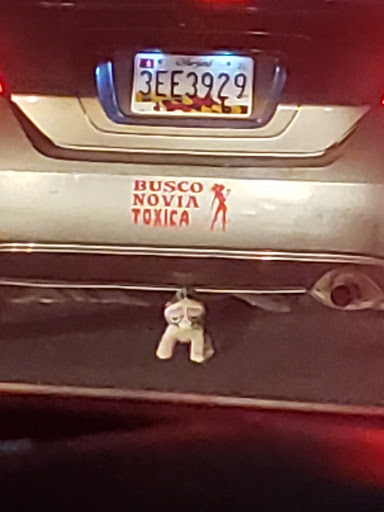 Maryland
3EE3929
BUSCO
NOVIA
TOXICA